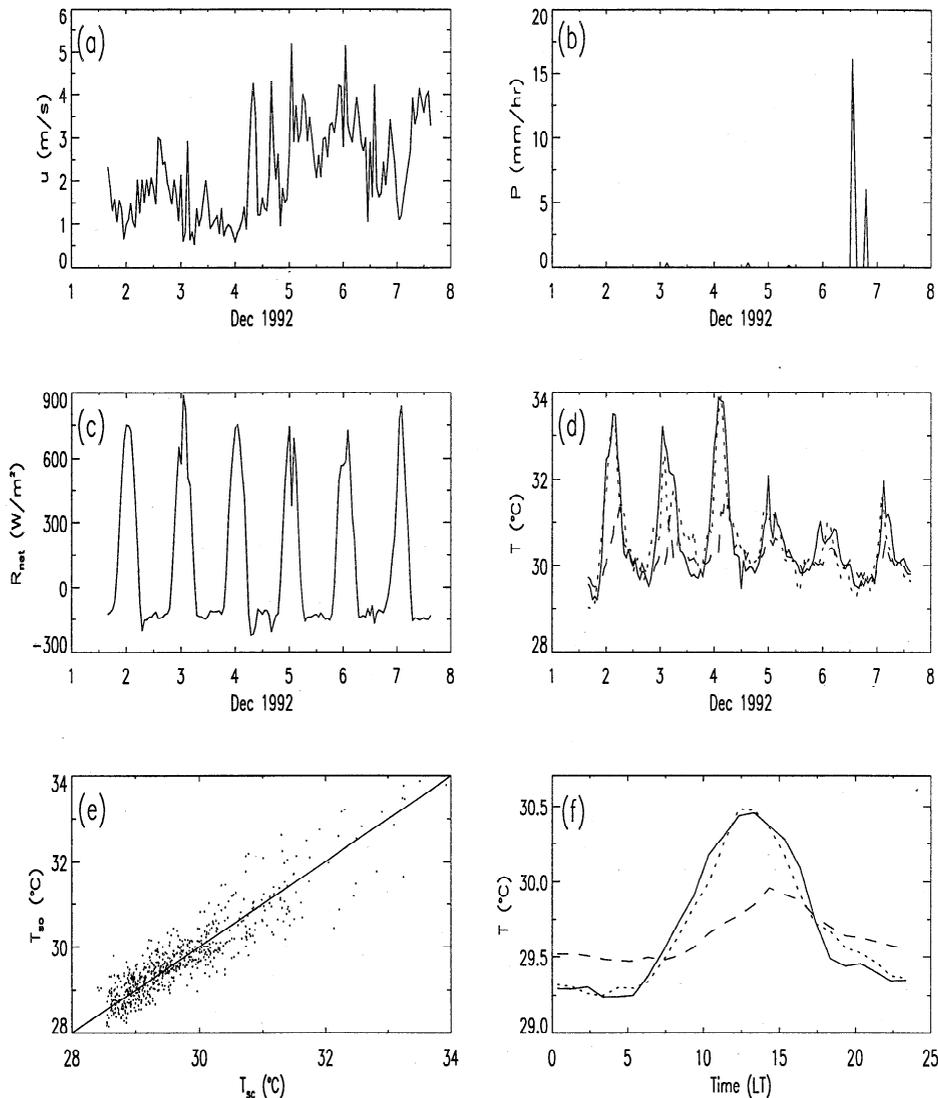 (a)
6
5
4
3
2
1
0
u (m/s)
1 2 3 4 5 6 7 8
Dec 1992
(b)
20
15
10
5
0
P (mm/hr)
1 2 3 4 5 6 7 8
Dec 1992
(c)
900
600
300
0
-300
R_net (W/m²)
1 2 3 4 5 6 7 8
Dec 1992
(d)
34
32
30
28
T (°C)
1 2 3 4 5 6 7 8
Dec 1992
(e)
34
32
30
28
T_so (°C)
28 30 32 34
T_sc (°C)
(f)
30.5
30.0
29.5
29.0
T (°C)
0 5 10 15 20 25
Time (LT)